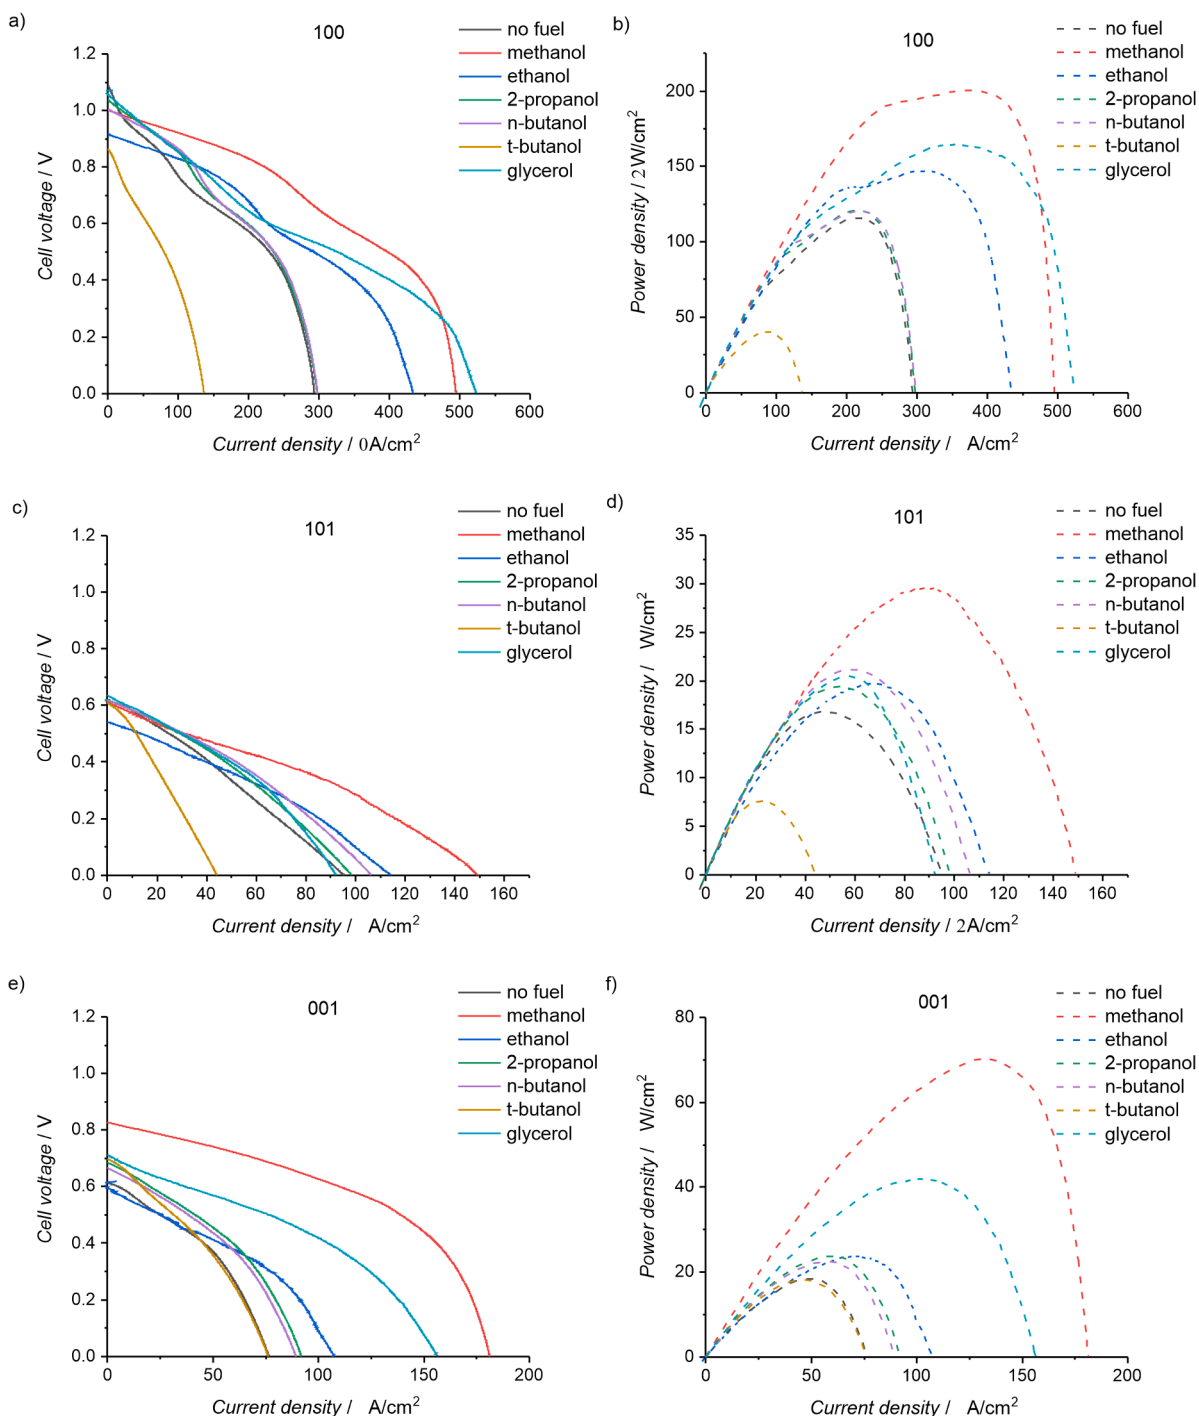 a)
100
no fuel
methanol
ethanol
2-propanol
n-butanol
t-butanol
glycerol
Cell voltage / V
1.2
1.0
0.8
0.6
0.4
0.2
0.0
0 100 200 300 400 500 600
Current density / 0A/cm²
b)
100
no fuel
methanol
ethanol
2-propanol
n-butanol
t-butanol
glycerol
Power density / 2W/cm²
200
150
100
50
0
0 100 200 300 400 500 600
Current density / A/cm²
c)
101
no fuel
methanol
ethanol
2-propanol
n-butanol
t-butanol
glycerol
Cell voltage / V
1.2
1.0
0.8
0.6
0.4
0.2
0.0
0 20 40 60 80 100 120 140 160
Current density / A/cm²
d)
101
no fuel
methanol
ethanol
2-propanol
n-butanol
t-butanol
glycerol
Power density / W/cm²
35
30
25
20
15
10
5
0
0 20 40 60 80 100 120 140 160
Current density / 2A/cm²
e)
001
no fuel
methanol
ethanol
2-propanol
n-butanol
t-butanol
glycerol
Cell voltage / V
1.2
1.0
0.8
0.6
0.4
0.2
0.0
0 50 100 150 200
Current density / A/cm²
f)
001
no fuel
methanol
ethanol
2-propanol
n-butanol
t-butanol
glycerol
Power density / W/cm²
80
60
40
20
0
0 50 100 150 200
Current density / A/cm²